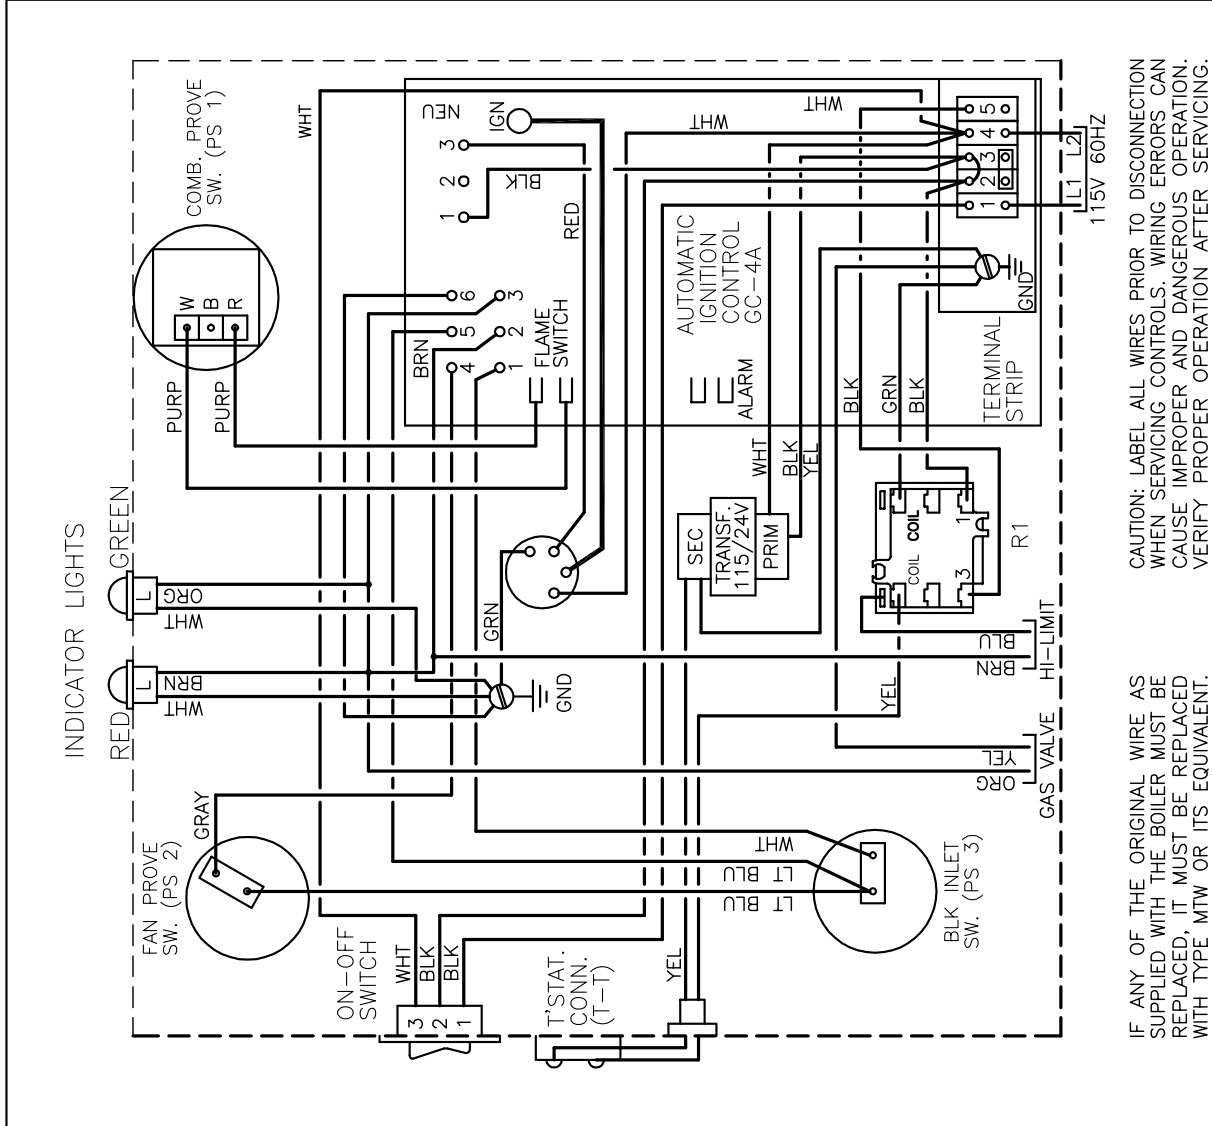 INDICATOR LIGHTS
RED
GREEN
L
ORG
WHT
L
BRN
WHT
COMB. PROVE
SW. (PS 1)
W
B
R
PURP
PURP
FAN PROVE
SW. (PS 2)
GRAY
ON-OFF
SWITCH
3
2
1
WHT
BLK
BLK
T'STAT.
CONN.
(T-T)
YEL
BLK INLET
SW. (PS 3)
WHT
LT BLU
LT BLU
WHT
NEU
IGN
3
2
1
BLK
RED
6
5
4
3
2
1
BRN
FLAME
SWITCH
AUTOMATIC
IGNITION
CONTROL
GC-4A
ALARM
GRN
GND
SEC
TRANSF.
115/24V
PRIM
WHT
BLK
YEL
WHT
WHT
5
4
3
2
1
L1
L2
115V 60HZ
GND
TERMINAL
STRIP
BLK
GRN
BLK
COIL
COIL
1
3
R1
YEL
BLU
BRN
HI-LIMIT
YEL
ORG
GAS VALVE
CAUTION: LABEL ALL WIRES PRIOR TO DISCONNECTION
WHEN SERVICING CONTROLS. WIRING ERRORS CAN
CAUSE IMPROPER AND DANGEROUS OPERATION.
VERIFY PROPER OPERATION AFTER SERVICING.
IF ANY OF THE ORIGINAL WIRE AS
SUPPLIED WITH THE BOILER MUST BE
REPLACED, IT MUST BE REPLACED
WITH TYPE MTW OR ITS EQUIVALENT.